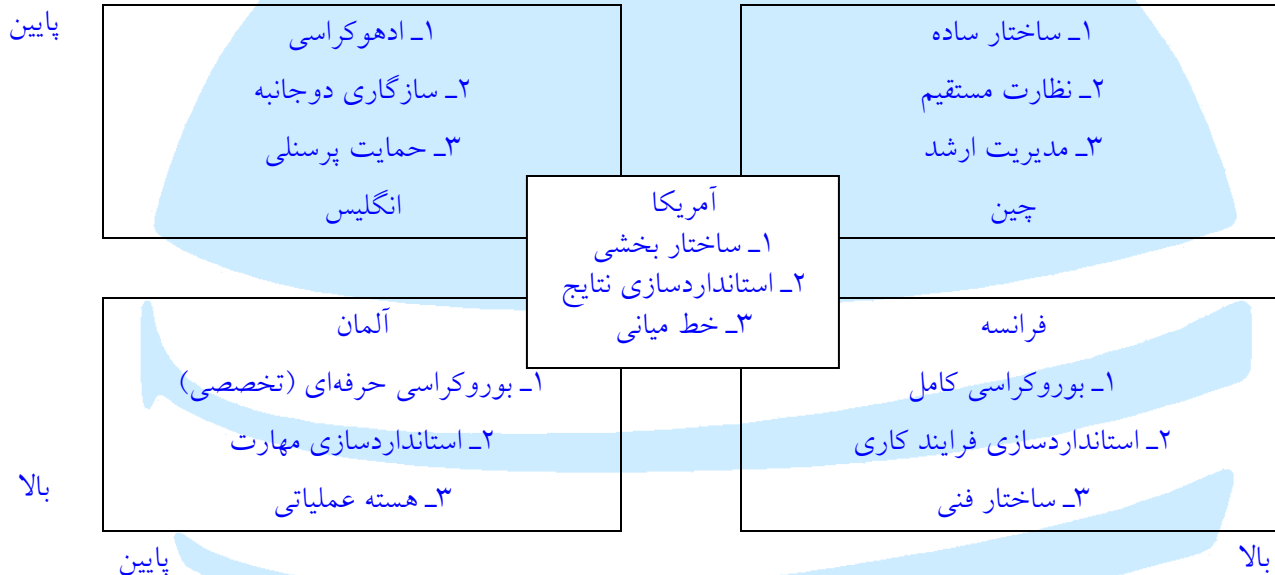 پایین
۱ـ ساختار ساده
۲ـ نظارت مستقیم
۳ـ مدیریت ارشد
چین
۱ـ ادهوکراسی
۲ـ سازگاری دوجانبه
۳ـ حمایت پرسنلی
انگلیس
آمریکا
۱ـ ساختار بخشی
۲ـ استانداردسازی نتایج
۳ـ خط میانی
فرانسه
۱ـ بوروکراسی کامل
۲ـ استانداردسازی فرایند کاری
۳ـ ساختار فنی
آلمان
۱ـ بوروکراسی حرفه‌ای (تخصصی)
۲ـ استانداردسازی مهارت
۳ـ هسته عملیاتی
بالا
بالا
پایین